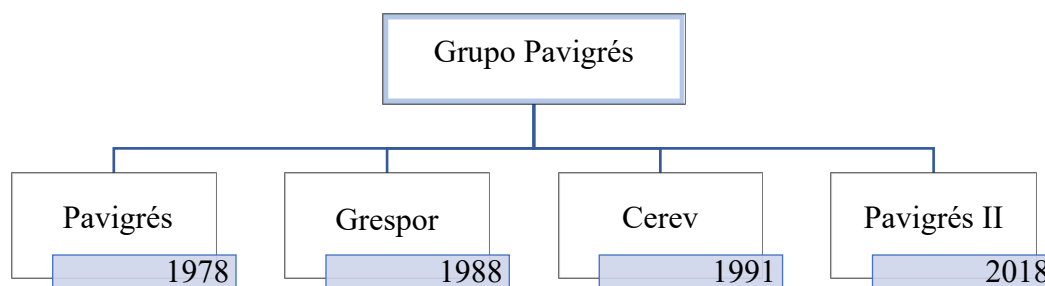 Grupo Pavigrés
Pavigrés
1978
Grespor
1988
Cerev
1991
Pavigrés II
2018